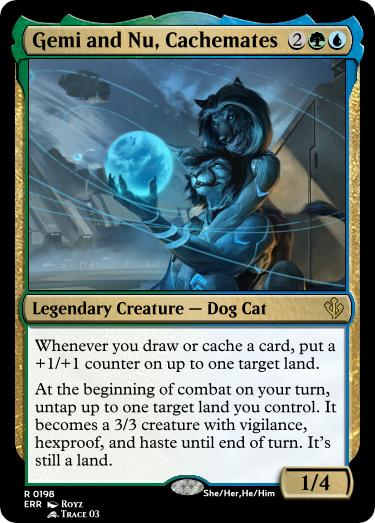 Gemi and Nu, Cachemates 2
Legendary Creature — Dog Cat
Whenever you draw or cache a card, put a
+1/+1 counter on up to one target land.
At the beginning of combat on your turn,
untap up to one target land you control. It
becomes a 3/3 creature with vigilance,
hexproof, and haste until end of turn. It's
still a land.
1/4
R 0198
ERR Royz
Trace 03
She/Her,He/Him